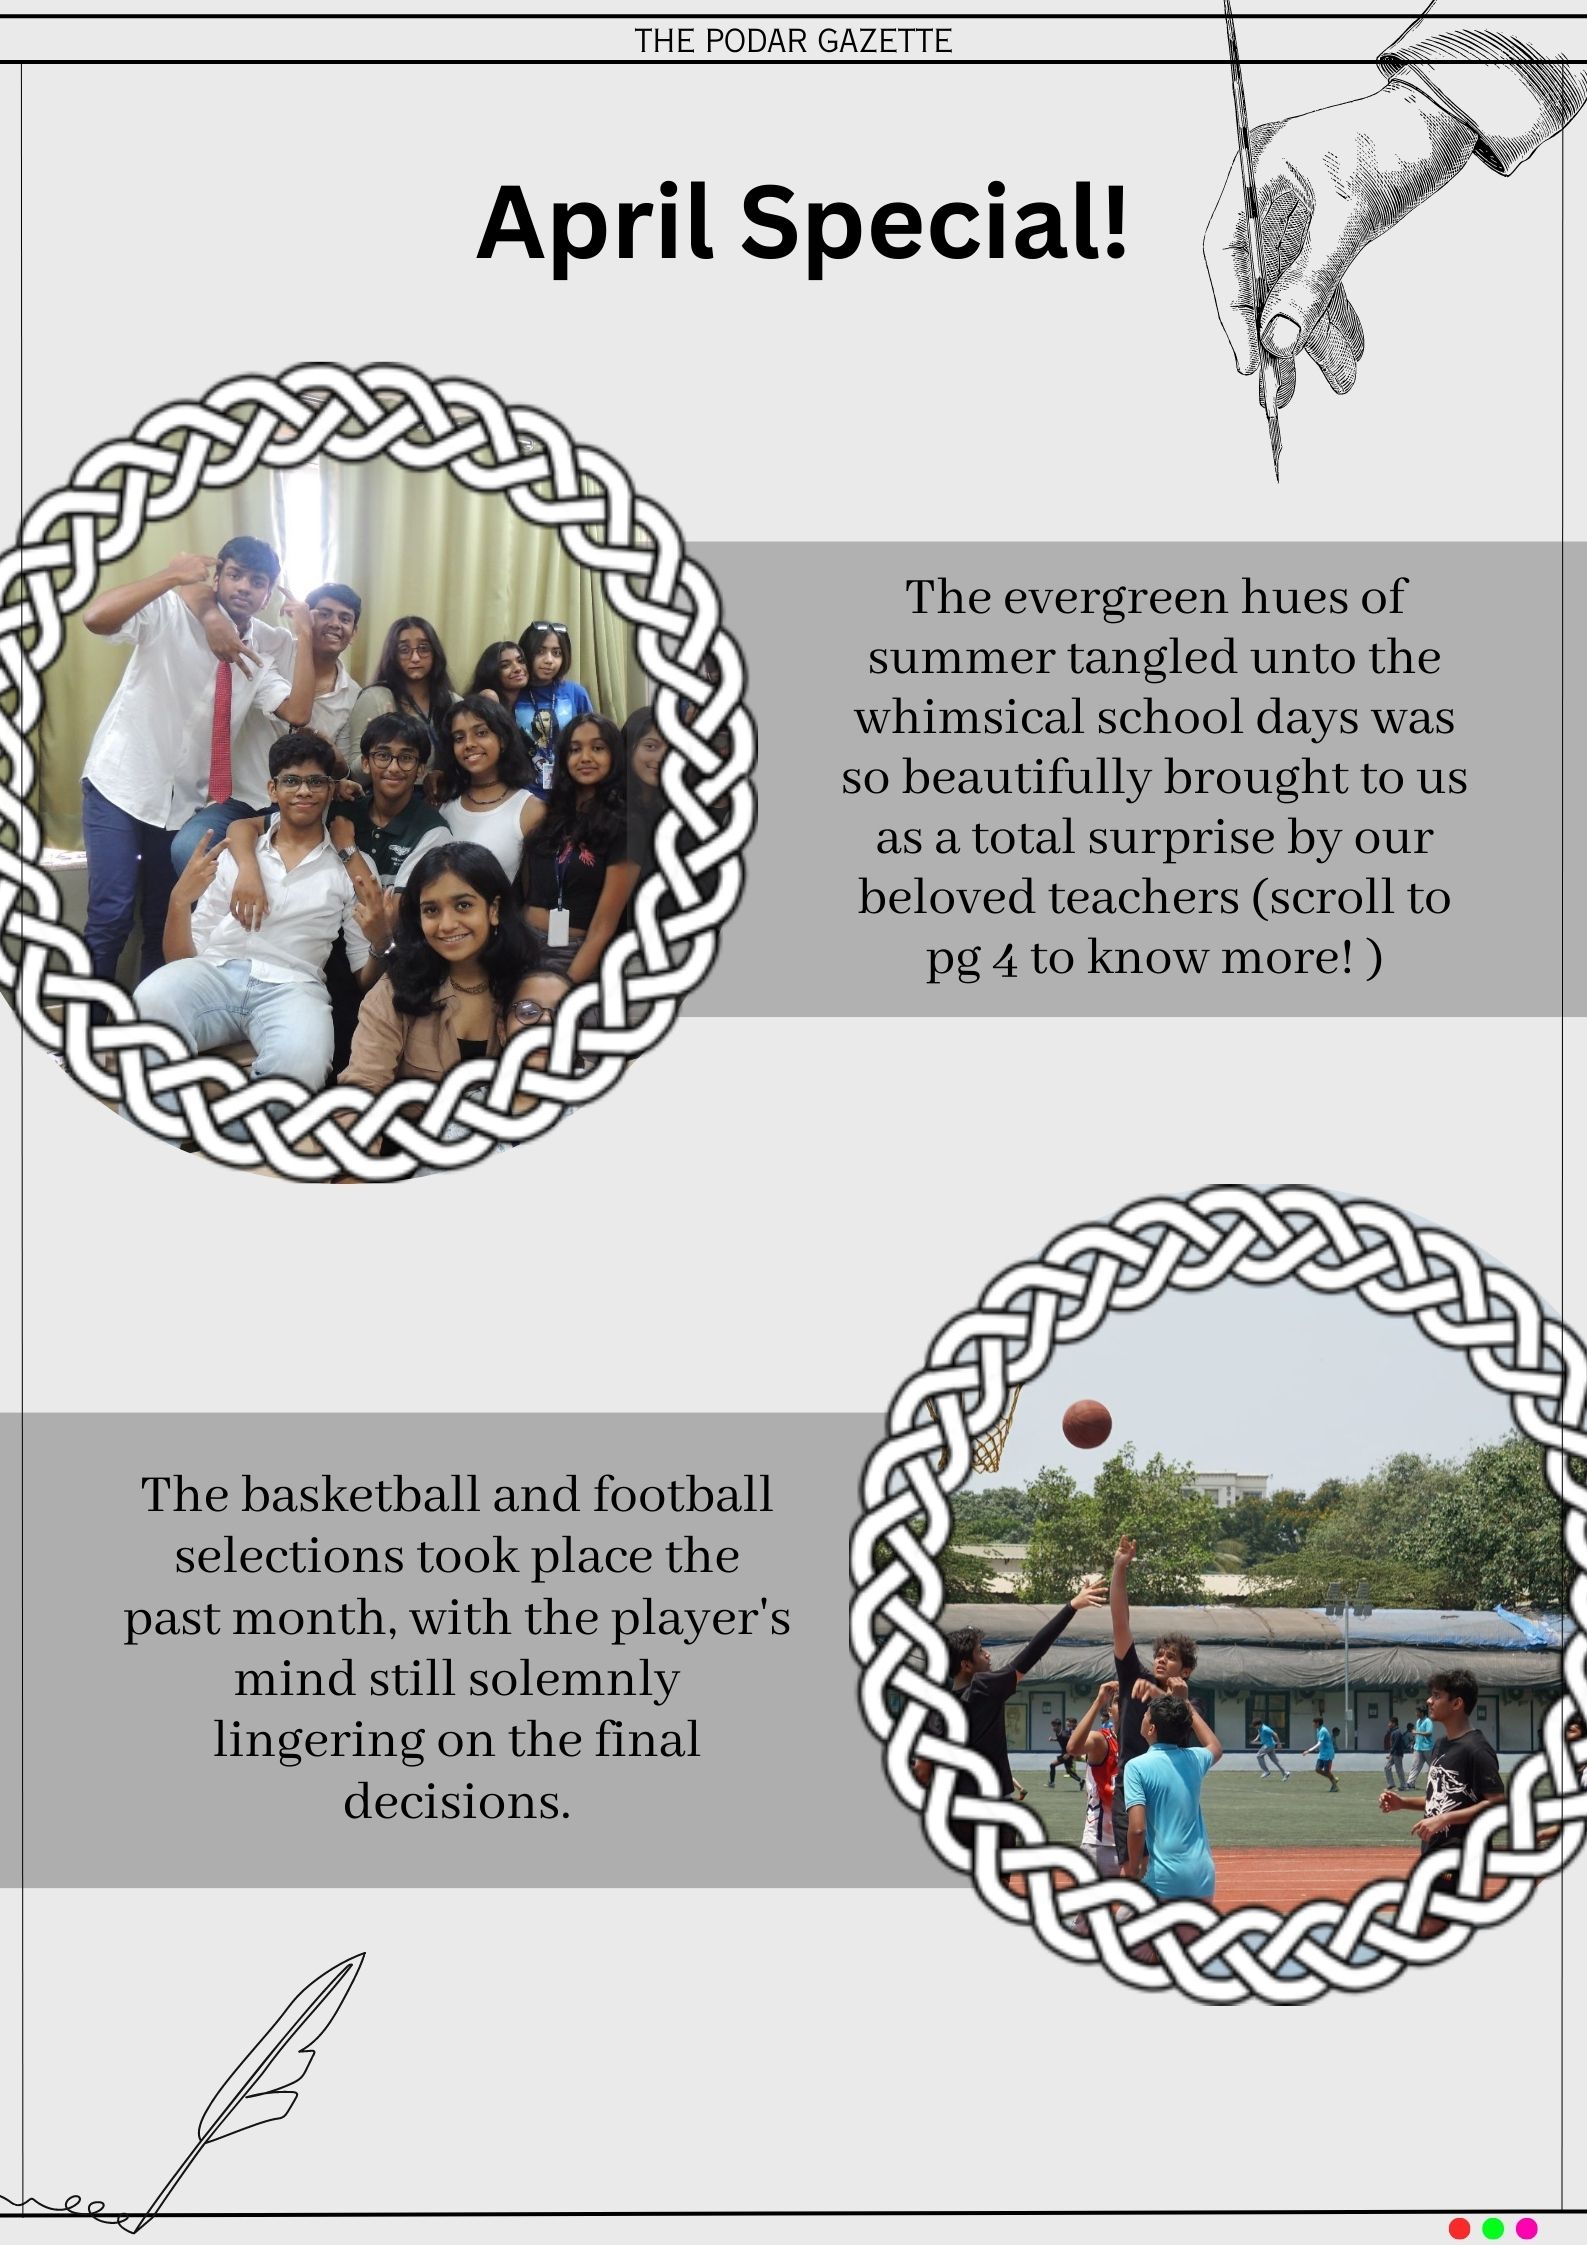 THE PODAR GAZETTE
April Special!
The evergreen hues of
summer tangled unto the
whimsical school days was
so beautifully brought to us
as a total surprise by our
beloved teachers (scroll to
pg 4 to know more! )
The basketball and football
selections took place the
past month, with the player's
mind still solemnly
lingering on the final
decisions.